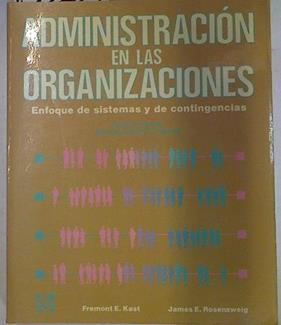 ADMINISTRACIÓN
EN LAS
ORGANIZACIONES
Enfoque de sistemas y de contingencias
Fremont E. Kast James E. Rosenzweig